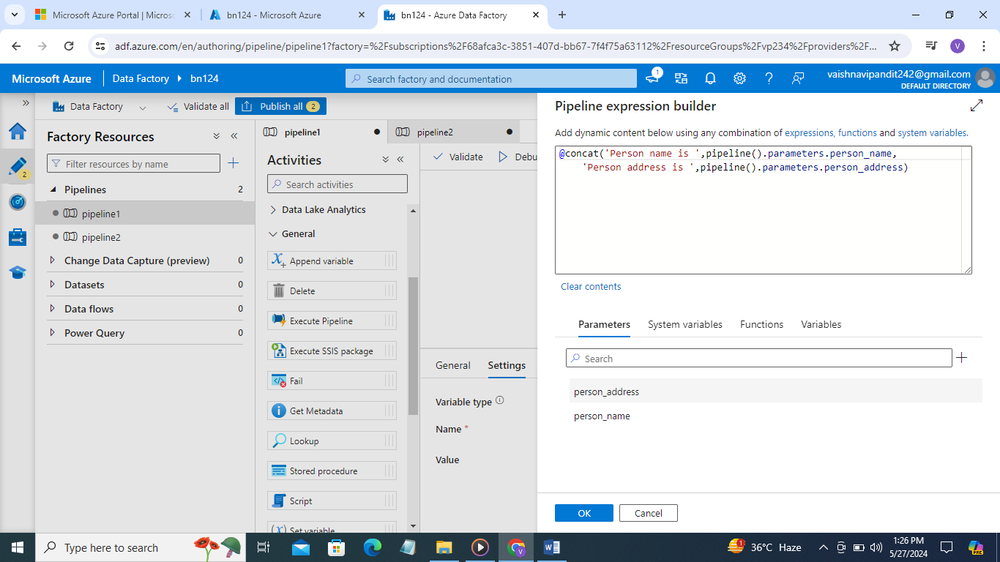 Microsoft Azure Portal | Micros
bn124 - Microsoft Azure
bn124 - Azure Data Factory
adf.azure.com/en/authoring/pipeline/pipeline1?factory=%2Fsubscriptions%2F68afca3c-3851-407d-bb67-7f4f75a63112%2FresourceGroups%2Fvp234%2Fproviders%2F...
V
Microsoft Azure
Data Factory
bn124
Search factory and documentation
1
vaishnavipandit242@gmail.com
DEFAULT DIRECTORY
Data Factory
Validate all
Publish all 2
2
Factory Resources
Filter resources by name
Pipelines 2
pipeline1
pipeline2
Change Data Capture (preview) 0
Datasets 0
Data flows 0
Power Query 0
pipeline1
pipeline2
Activities
Search activities
Data Lake Analytics
General
Append variable
Delete
Execute Pipeline
Execute SSIS package
Fail
Get Metadata
Lookup
Stored procedure
Script
Set variable
Validate
Debu
General
Settings
Variable type
Name *
Value
Pipeline expression builder
Add dynamic content below using any combination of expressions, functions and system variables.
@concat('Person name is ',pipeline().parameters.person_name,
'Person address is ',pipeline().parameters.person_address)
Clear contents
Parameters
System variables
Functions
Variables
Search
person_address
person_name
OK
Cancel
Type here to search
V
1
36°C Haze
1:26 PM
5/27/2024
PRE